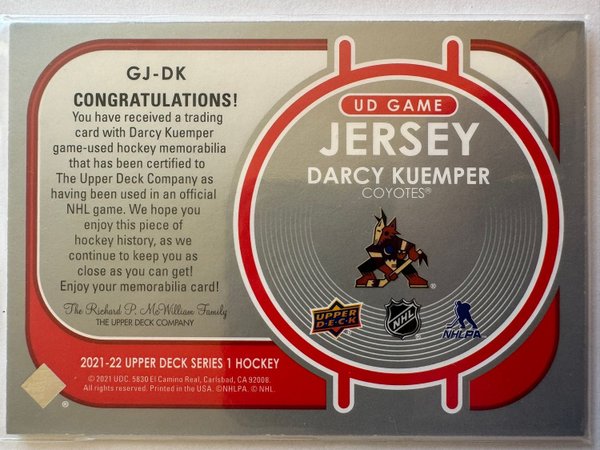 GJ-DK
CONGRATULATIONS!
You have received a trading
card with Darcy Kuemper
game-used hockey memorabilia
that has been certified to
The Upper Deck Company as
having been used in an official
NHL game. We hope you
enjoy this piece of
hockey history, as we
continue to keep you as
close as you can get!
Enjoy your memorabilia card!
The Richard P. McWilliam Family
THE UPPER DECK COMPANY
2021-22 UPPER DECK SERIES 1 HOCKEY
© 2021 UDC. 5830 El Camino Real, Carlsbad, CA 92008.
All rights reserved. Printed in the USA. ©NHLPA. © NHL.
®
UD GAME
JERSEY
DARCY KUEMPER
COYOTES®
®
UPPER
DECK
NHL
NHLPA